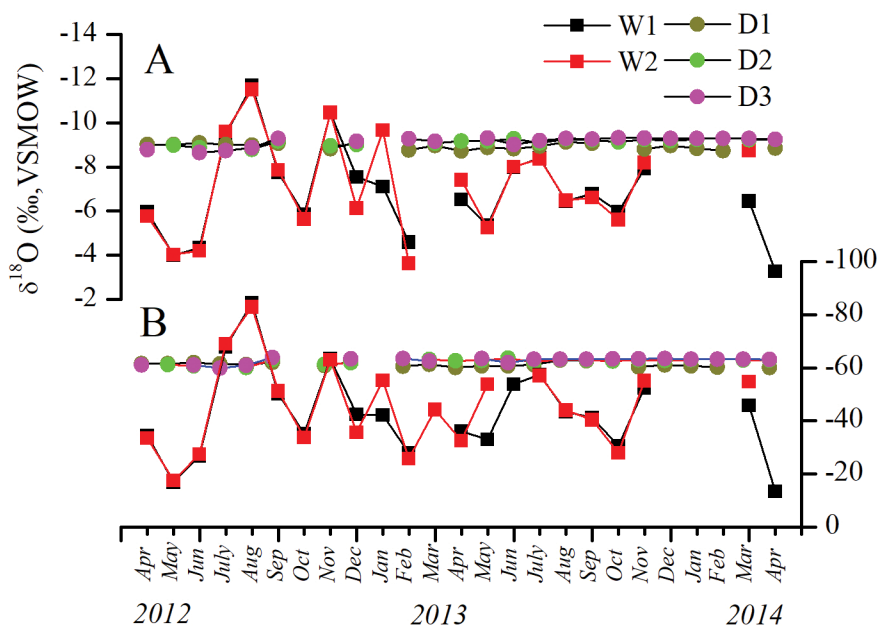 -14
-12
-10
-8
-6
-4
-2
δ18O (‰, VSMOW)
A
W1
W2
D1
D2
D3
B
-100
-80
-60
-40
-20
0
Apr May Jun July Aug Sep Oct Nov Dec Jan Feb Mar Apr May Jun July Aug Sep Oct Nov Dec Jan Feb Mar Apr
2012 2013 2014